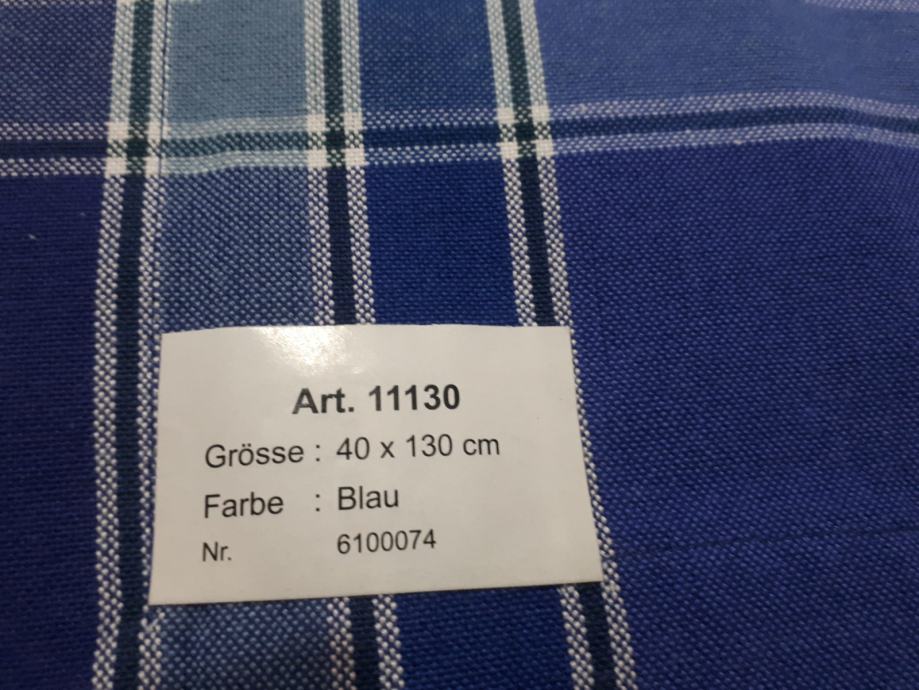 Art. 11130
Grösse : 40 x 130 cm
Farbe : Blau
Nr. 6100074